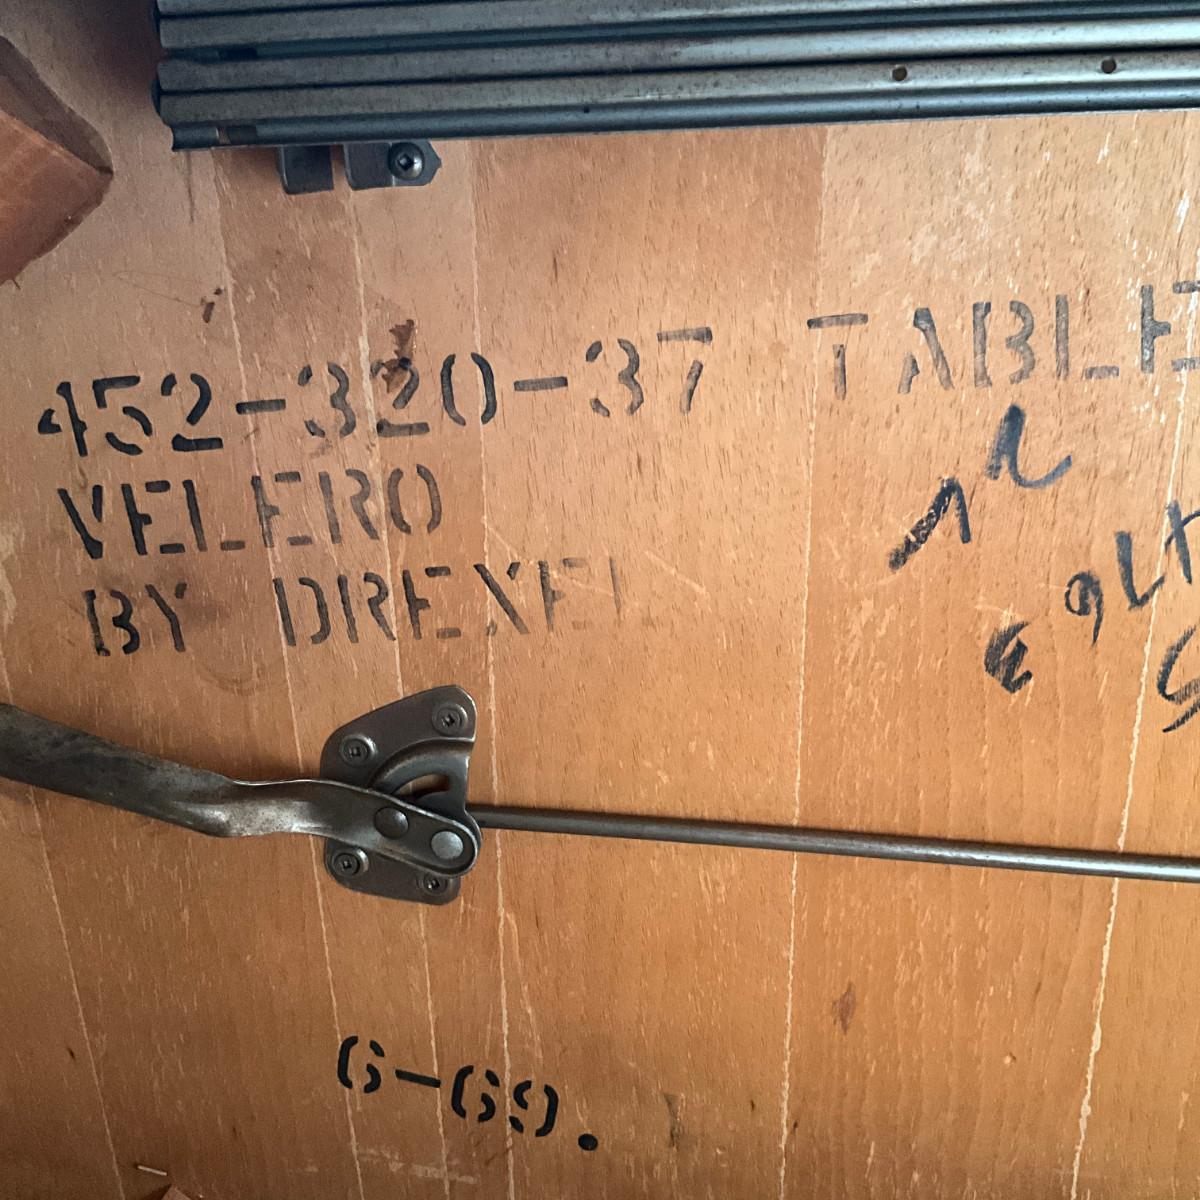 452-320-37 TABLE
VELERO
BY DREXEL
6-69.